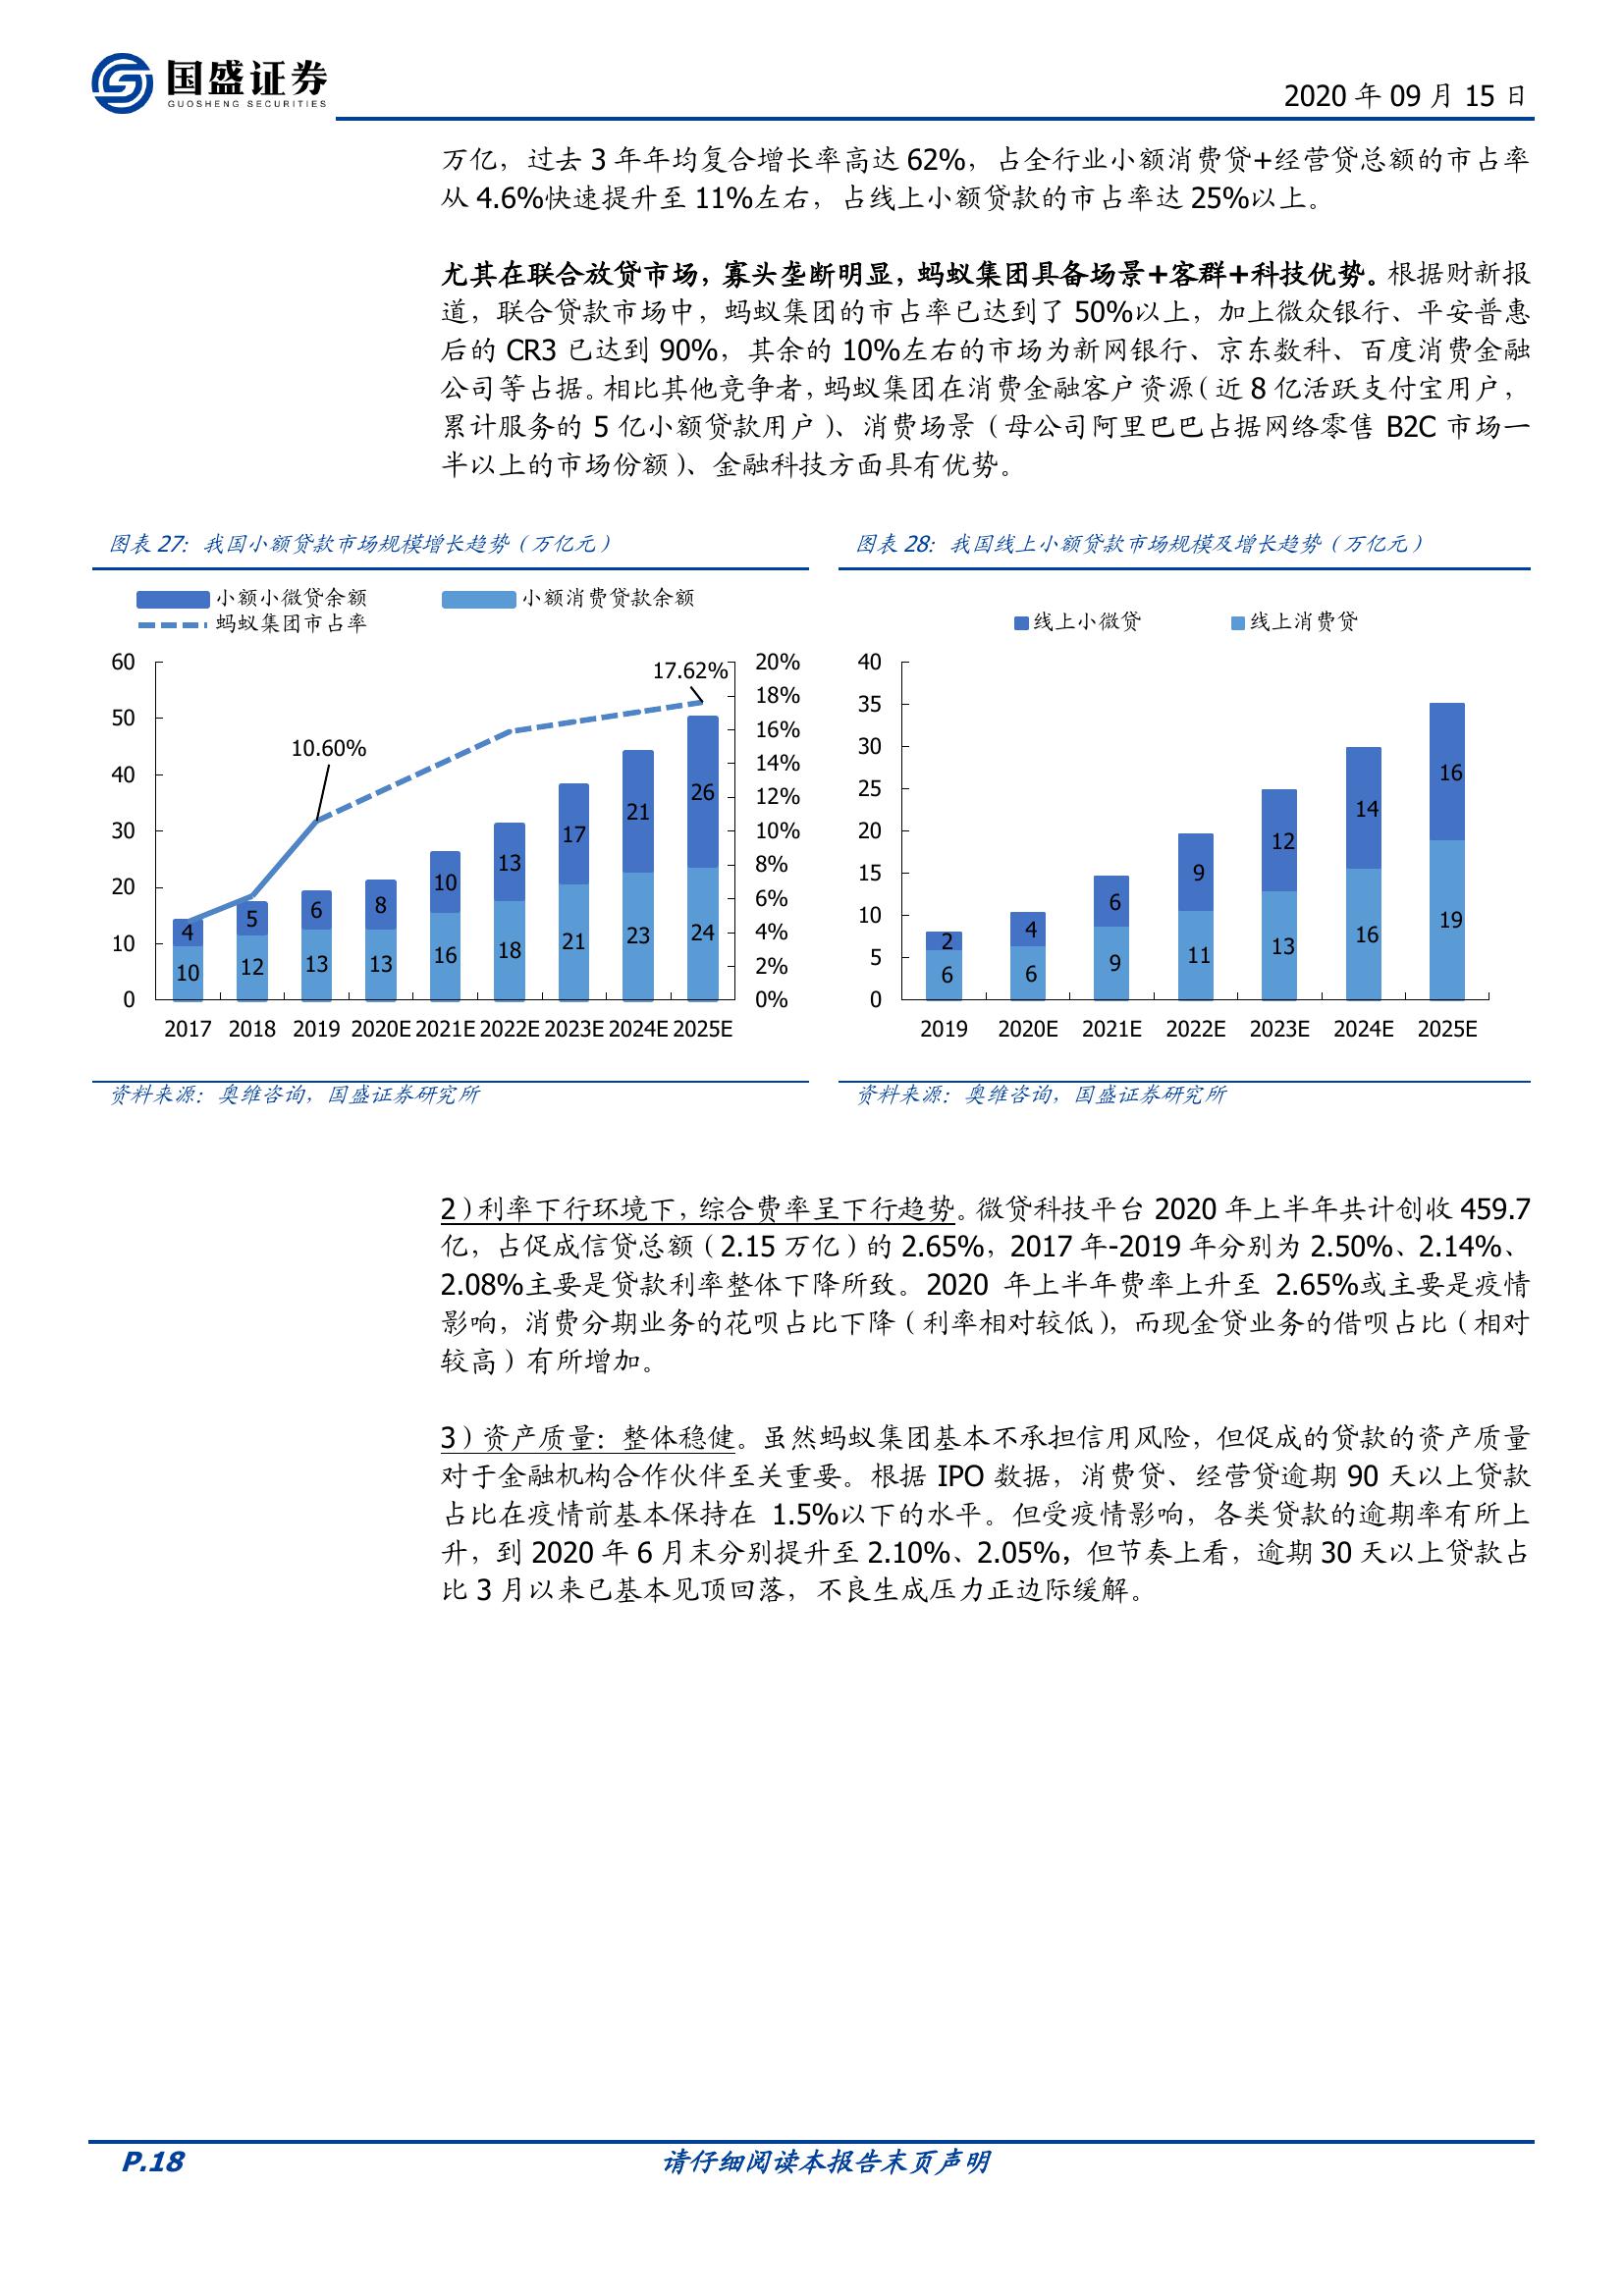 国盛证券
GUOSHENG SECURITIES
2020 年 09 月 15 日
万亿，过去 3 年年均复合增长率高达 62%，占全行业小额消费贷+经营贷总额的市占率
从 4.6%快速提升至 11%左右，占线上小额贷款的市占率达 25%以上。
尤其在联合放贷市场，寡头垄断明显，蚂蚁集团具备场景+客群+科技优势。根据财新报
道，联合贷款市场中，蚂蚁集团的市占率已达到了 50%以上，加上微众银行、平安普惠
后的 CR3 已达到 90%，其余的 10%左右的市场为新网银行、京东数科、百度消费金融
公司等占据。相比其他竞争者，蚂蚁集团在消费金融客户资源（近 8 亿活跃支付宝用户，
累计服务的 5 亿小额贷款用户）、消费场景（母公司阿里巴巴占据网络零售 B2C 市场一
半以上的市场份额）、金融科技方面具有优势。
图表 27：我国小额贷款市场规模增长趋势（万亿元）
小额小微贷余额 小额消费贷款余额
蚂蚁集团市占率
60 50 40 30 20 10 0
20% 18% 16% 14% 12% 10% 8% 6% 4% 2% 0%
10.60% 17.62%
4 5 6 8 10 13 17 21 26
10 12 13 13 16 18 21 23 24
2017 2018 2019 2020E 2021E 2022E 2023E 2024E 2025E
资料来源：奥维咨询，国盛证券研究所
图表 28：我国线上小额贷款市场规模及增长趋势（万亿元）
线上小微贷 线上消费贷
40 35 30 25 20 15 10 5 0
2 4 6 9 12 14 16
6 6 9 11 13 16 19
2019 2020E 2021E 2022E 2023E 2024E 2025E
资料来源：奥维咨询，国盛证券研究所
2）利率下行环境下，综合费率呈下行趋势。微贷科技平台 2020 年上半年共计创收 459.7
亿，占促成信贷总额（2.15 万亿）的 2.65%，2017 年-2019 年分别为 2.50%、2.14%、
2.08%主要是贷款利率整体下降所致。2020 年上半年费率上升至 2.65%或主要是疫情
影响，消费分期业务的花呗占比下降（利率相对较低），而现金贷业务的借呗占比（相对
较高）有所增加。
3）资产质量：整体稳健。虽然蚂蚁集团基本不承担信用风险，但促成的贷款的资产质量
对于金融机构合作伙伴至关重要。根据 IPO 数据，消费贷、经营贷逾期 90 天以上贷款
占比在疫情前基本保持在 1.5%以下的水平。但受疫情影响，各类贷款的逾期率有所上
升，到 2020 年 6 月末分别提升至 2.10%、2.05%，但节奏上看，逾期 30 天以上贷款占
比 3 月以来已基本见顶回落，不良生成压力正边际缓解。
P.18
请仔细阅读本报告末页声明